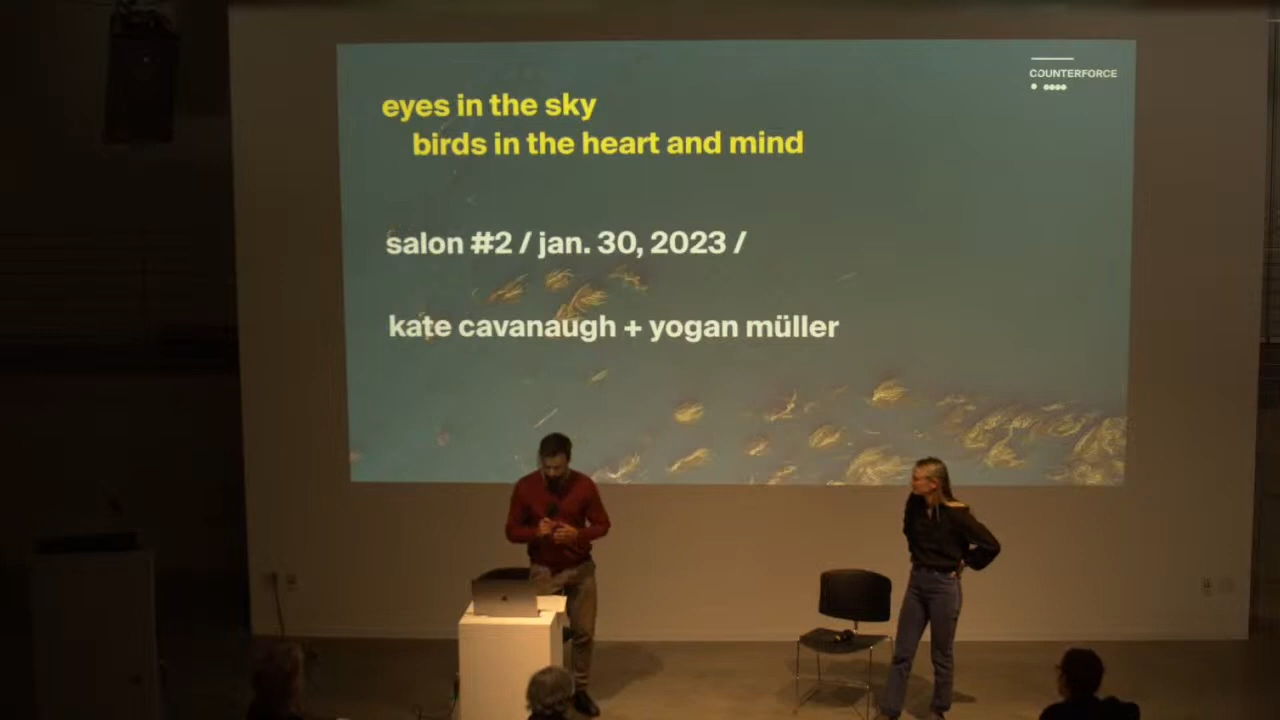 COUNTERFORCE
eyes in the sky
birds in the heart and mind
salon #2 / jan. 30, 2023 /
kate cavanaugh + yogan müller